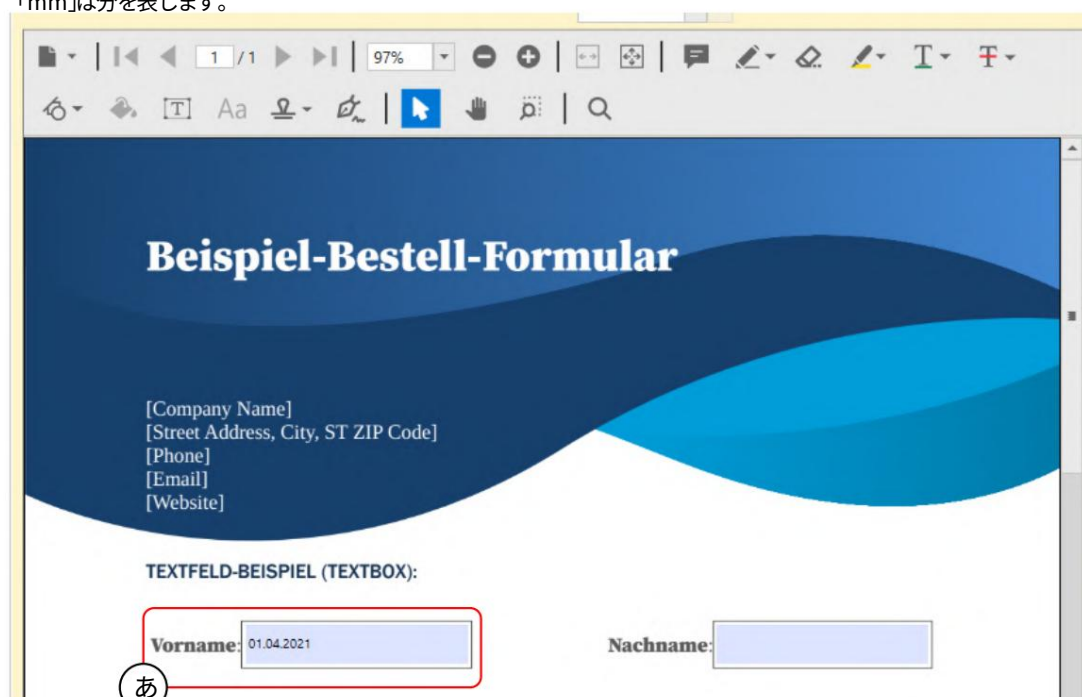 「mm」は分を表します。
1 /1
97%
T
T
T
Aa
Beispiel-Bestell-Formular
[Company Name]
[Street Address, City, ST ZIP Code]
[Phone]
[Email]
[Website]
TEXTFELD-BEISPIEL (TEXTBOX):
Vorname: 01.04.2021 Nachname:
あ